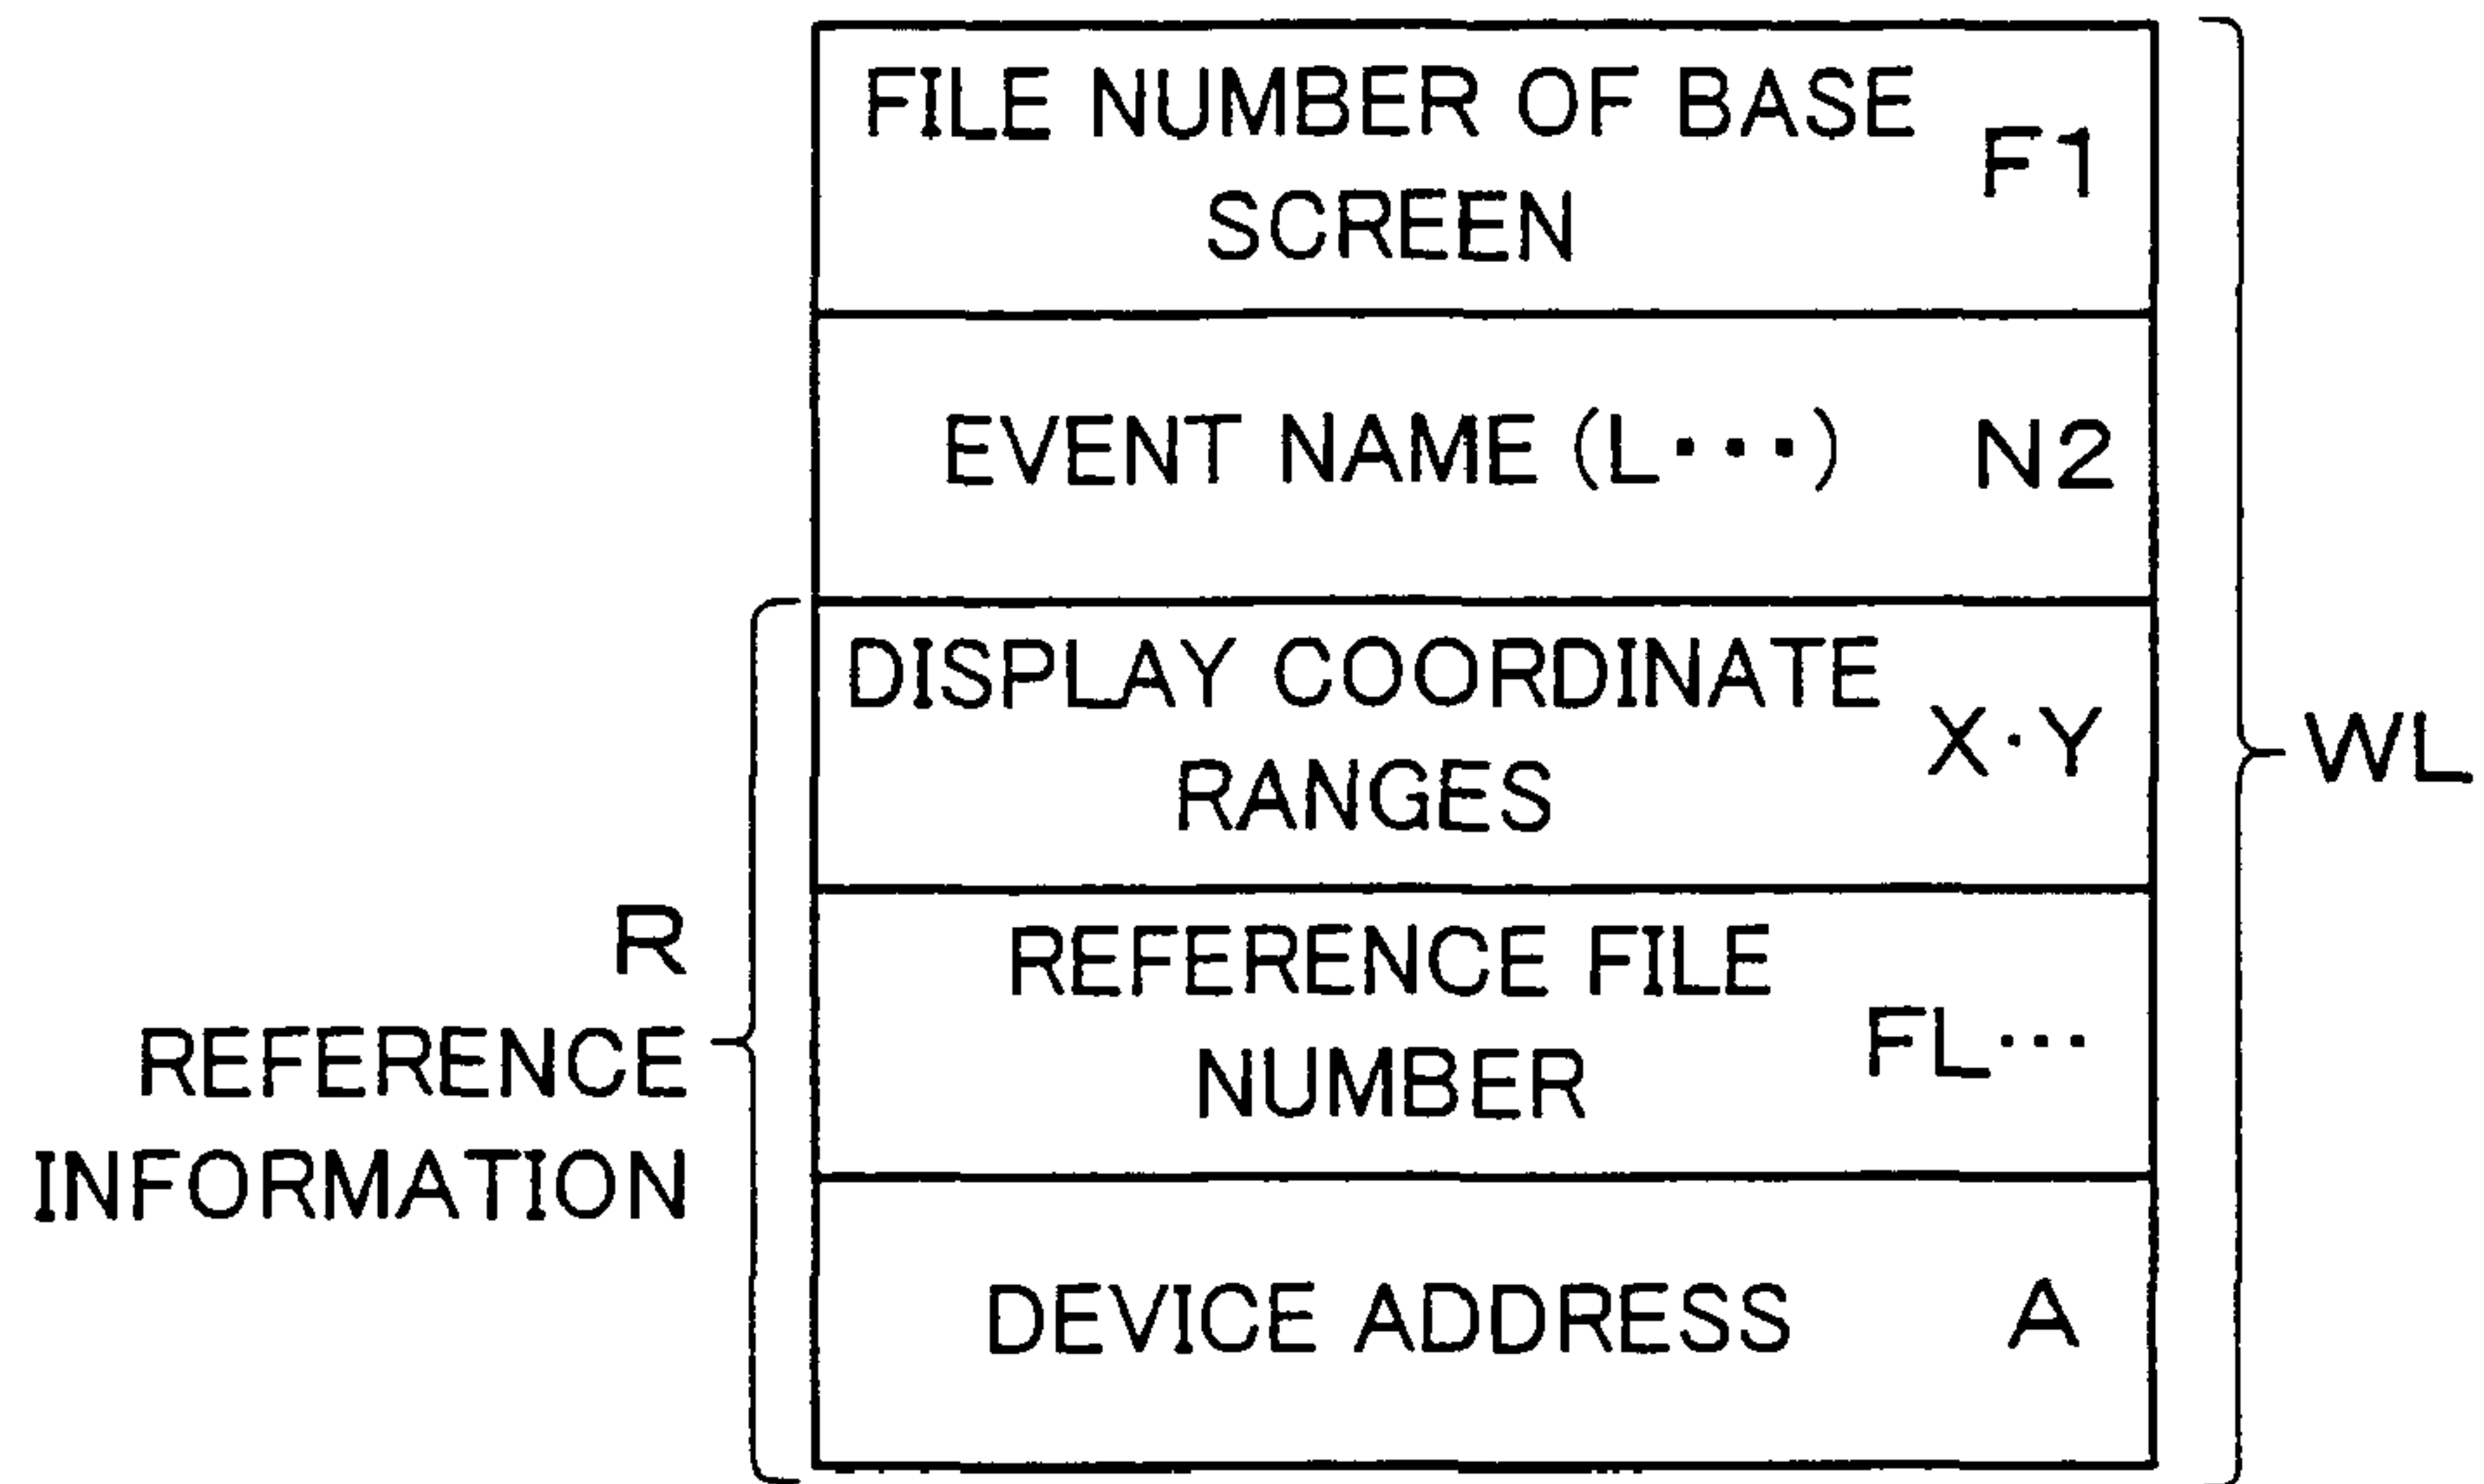 FILE NUMBER OF BASE
SCREEN
F1
EVENT NAME (L・・・) N2
DISPLAY COORDINATE
RANGES
X・Y
REFERENCE FILE
NUMBER
FL・・・
DEVICE ADDRESS A
R
REFERENCE
INFORMATION
WL